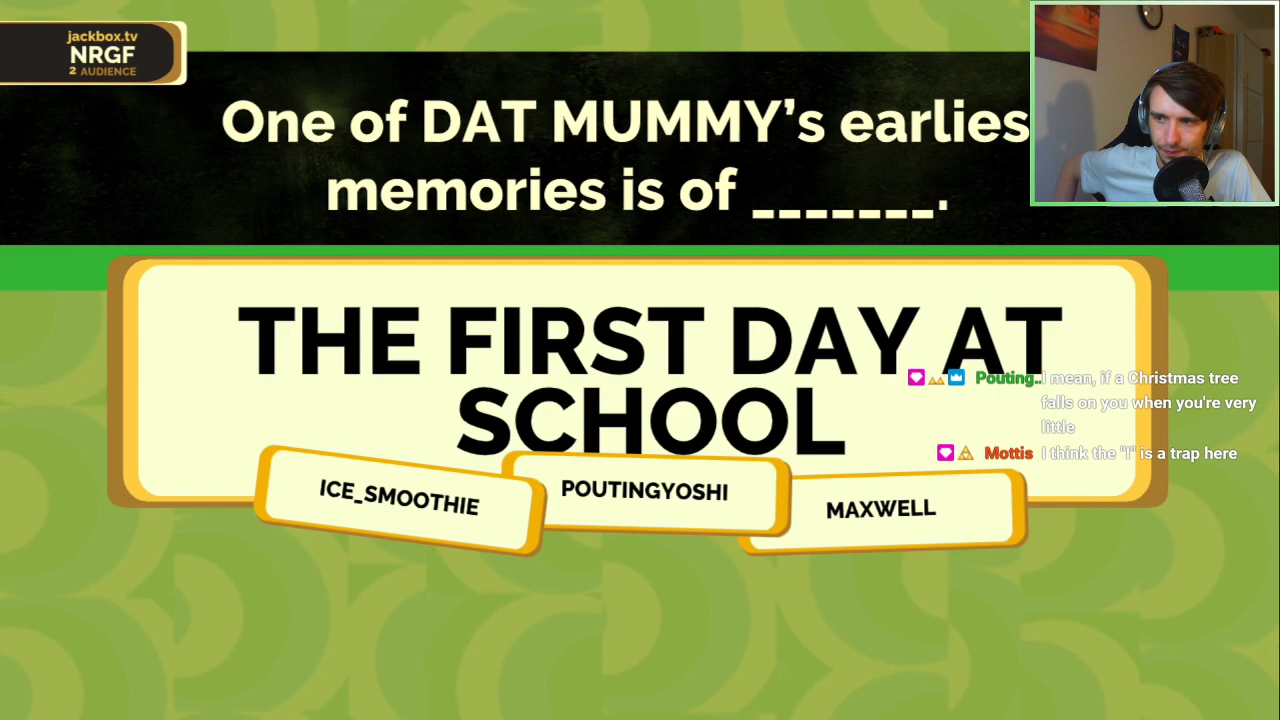 jackbox.tv
NRGF
2 AUDIENCE
One of DAT MUMMY's earlies
memories is of _______.
THE FIRST DAY AT
SCHOOL
ICE_SMOOTHIE
POUTINGYOSHI
MAXWELL
Pouting.. I mean, if a Christmas tree
falls on you when you're very
little
Mottis I think the "I" is a trap here